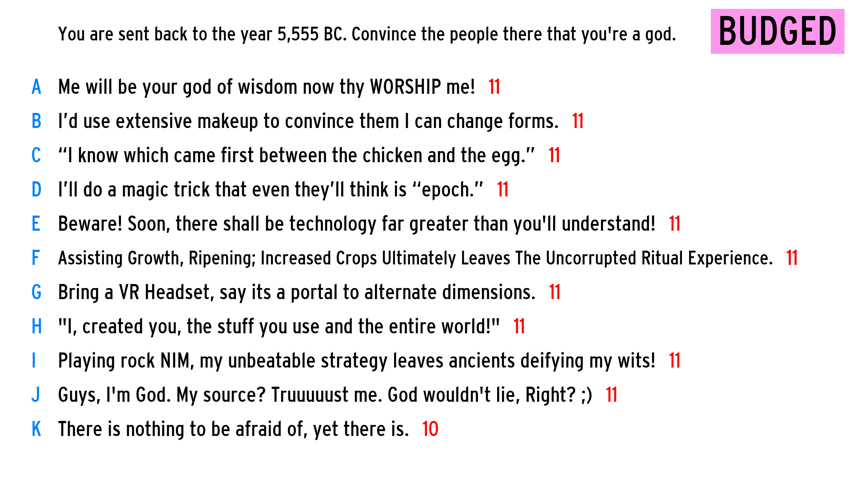 You are sent back to the year 5,555 BC. Convince the people there that you're a god.
BUDGED
A Me will be your god of wisdom now thy WORSHIP me! 11
B I’d use extensive makeup to convince them I can change forms. 11
C “I know which came first between the chicken and the egg.” 11
D I’ll do a magic trick that even they’ll think is “epoch.” 11
E Beware! Soon, there shall be technology far greater than you'll understand! 11
F Assisting Growth, Ripening; Increased Crops Ultimately Leaves The Uncorrupted Ritual Experience. 11
G Bring a VR Headset, say its a portal to alternate dimensions. 11
H "I, created you, the stuff you use and the entire world!" 11
I Playing rock NIM, my unbeatable strategy leaves ancients deifying my wits! 11
J Guys, I'm God. My source? Truuuuust me. God wouldn't lie, Right? ;) 11
K There is nothing to be afraid of, yet there is. 10